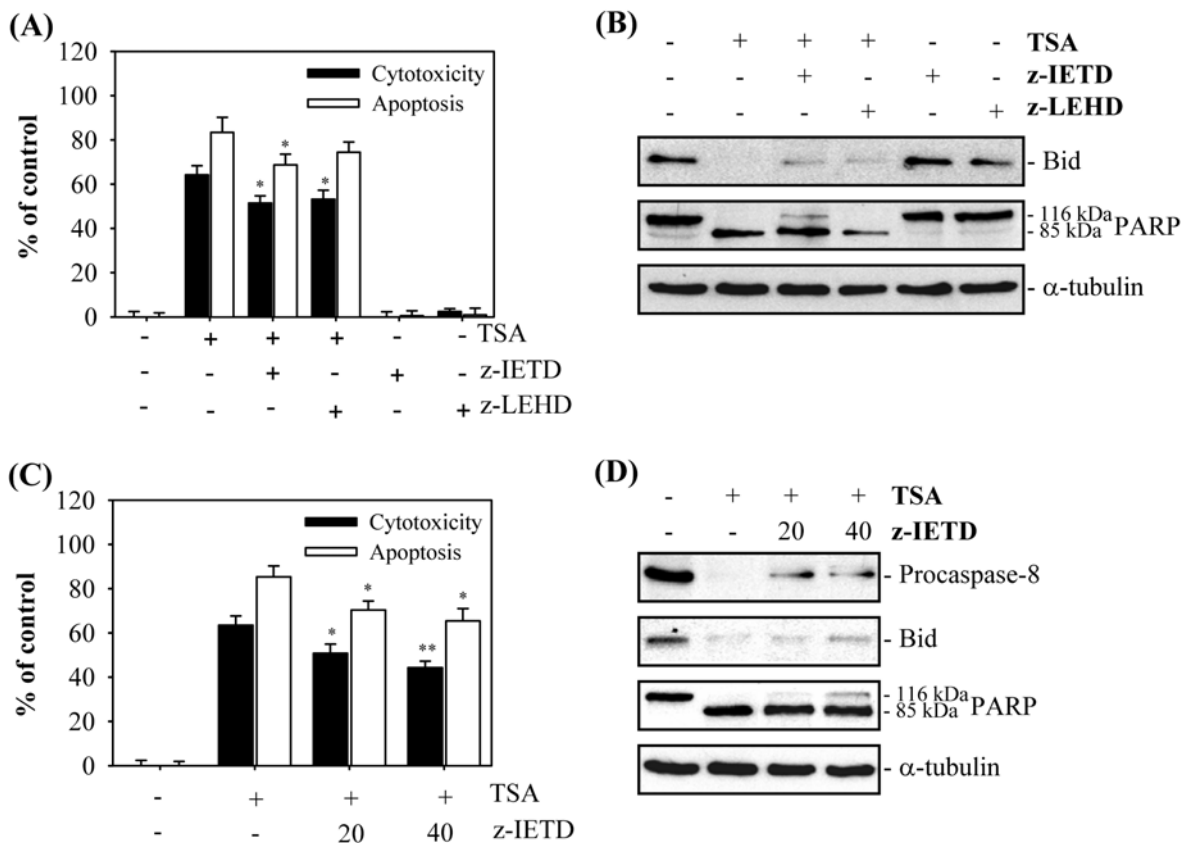 (A)
120
100
80
60
40
20
0
% of control
Cytotoxicity
Apoptosis
*
*
*
- + + + - - TSA
- - + - + - z-IETD
- - - + - + z-LEHD
(B)
- + + + - - TSA
- - + - + - z-IETD
- - - + - + z-LEHD
- Bid
- 116 kDa
- 85 kDa PARP
- α-tubulin
(C)
120
100
80
60
40
20
0
% of control
Cytotoxicity
Apoptosis
*
*
**
*
- + + + TSA
- - 20 40 z-IETD
(D)
- + + + TSA
- - 20 40 z-IETD
- Procaspase-8
- Bid
- 116 kDa
- 85 kDa PARP
- α-tubulin